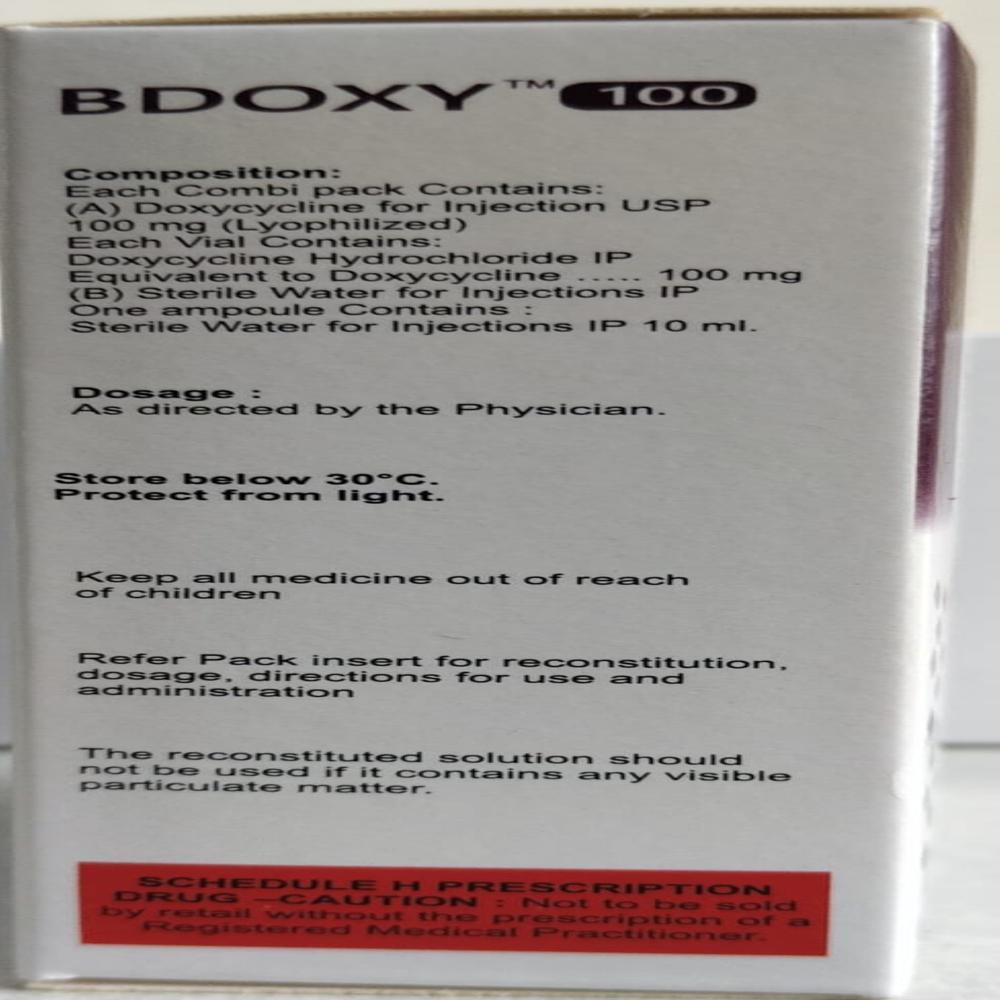 BDOXY™ 100
Composition:
Each Combi pack Contains:
(A) Doxycycline for Injection USP
100 mg (Lyophilized)
Each Vial Contains:
Doxycycline Hydrochloride IP
Equivalent to Doxycycline ..... 100 mg
(B) Sterile Water for Injections IP
One ampoule Contains :
Sterile Water for Injections IP 10 ml.
Dosage :
As directed by the Physician.
Store below 30°C.
Protect from light.
Keep all medicine out of reach
of children
Refer Pack insert for reconstitution,
dosage, directions for use and
administration
The reconstituted solution should
not be used if it contains any visible
particulate matter.
SCHEDULE H PRESCRIPTION
DRUG –CAUTION : Not to be sold
by retail without the prescription of a
Registered Medical Practitioner.